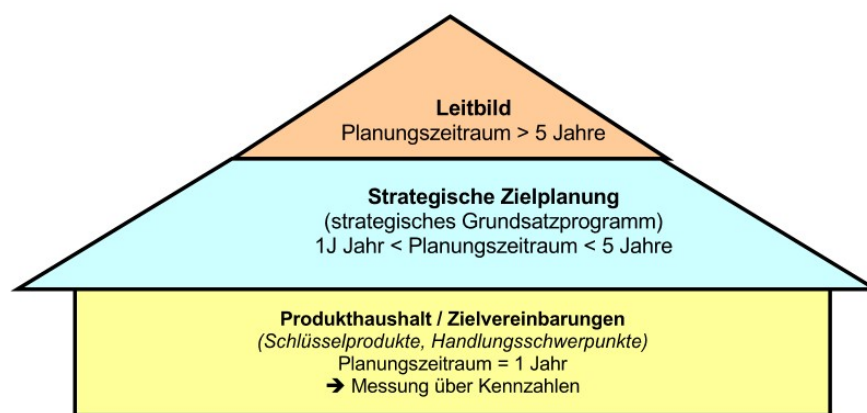 Leitbild
Planungszeitraum > 5 Jahre
Strategische Zielplanung
(strategisches Grundsatzprogramm)
1J Jahr < Planungszeitraum < 5 Jahre
Produkthaushalt / Zielvereinbarungen
(Schlüsselprodukte, Handlungsschwerpunkte)
Planungszeitraum = 1 Jahr
➔ Messung über Kennzahlen